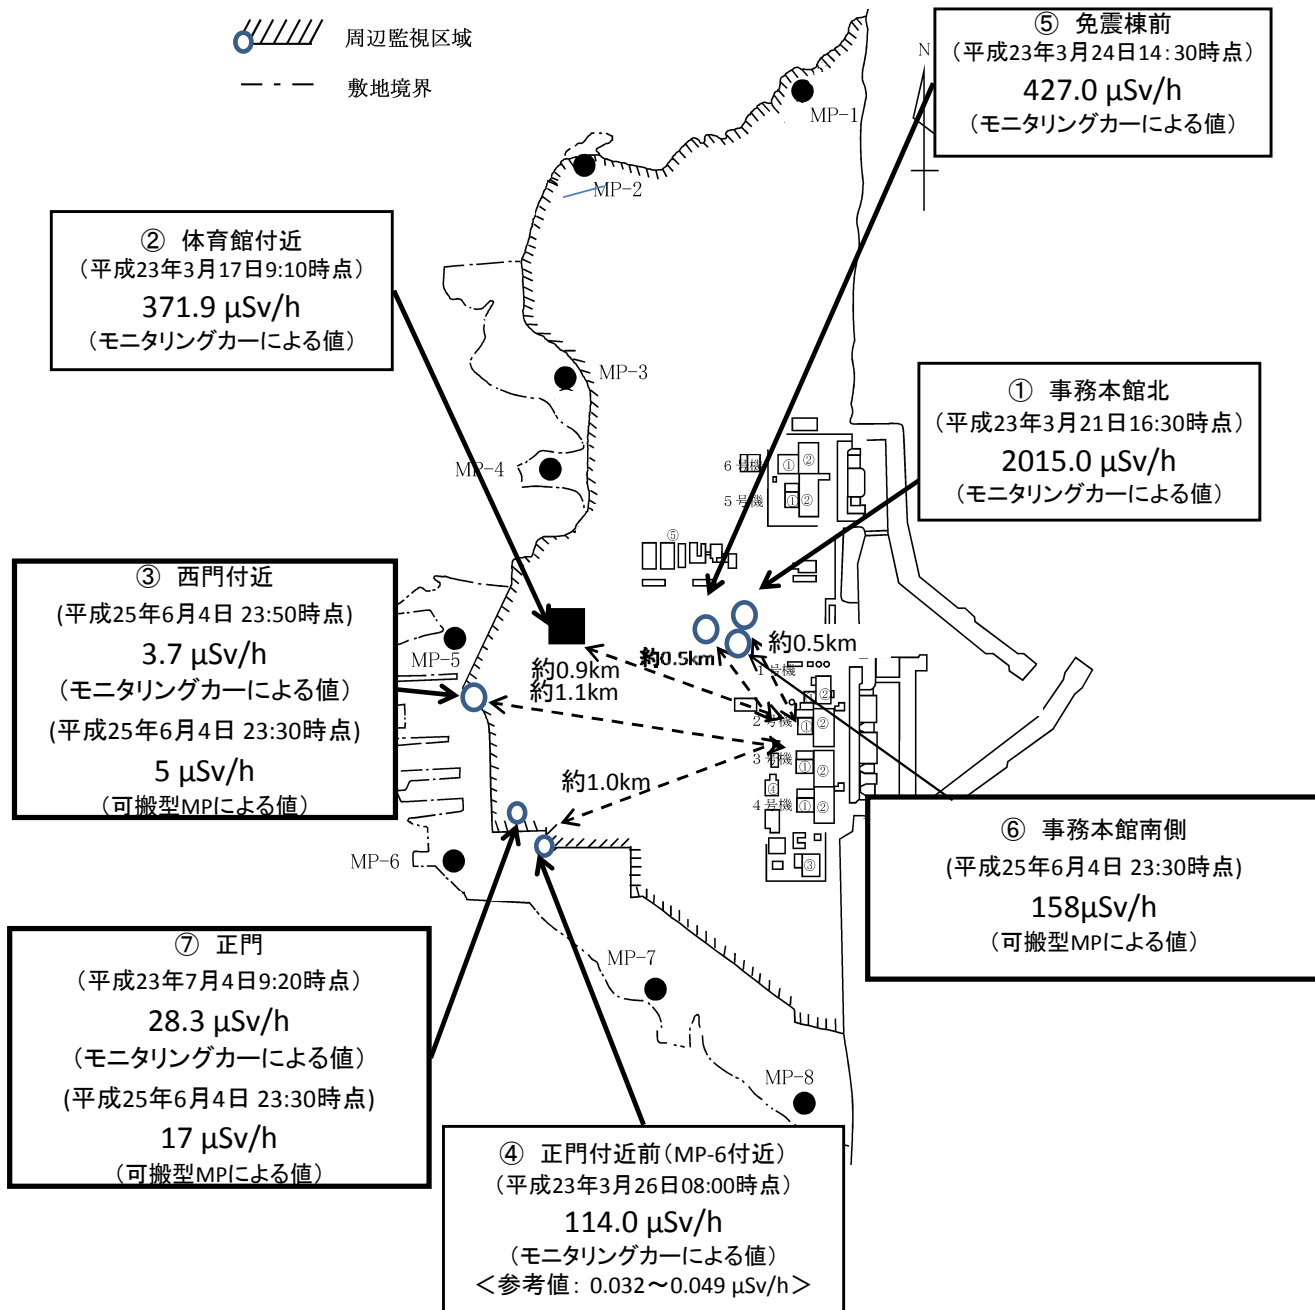 周辺監視区域
敷地境界
⑤ 免震棟前
(平成23年3月24日14:30時点)
427.0 μSv/h
(モニタリングカーによる値)
N
MP-1
MP-2
② 体育館付近
(平成23年3月17日9:10時点)
371.9 μSv/h
(モニタリングカーによる値)
MP-3
① 事務本館北
(平成23年3月21日16:30時点)
2015.0 μSv/h
(モニタリングカーによる値)
MP-4
6号機
① ②
5号機
① ②
⑤
③ 西門付近
(平成25年6月4日 23:50時点)
3.7 μSv/h
(モニタリングカーによる値)
(平成25年6月4日 23:30時点)
5 μSv/h
(可搬型MPによる値)
MP-5
約0.9km
約1.1km
約0.5km
約0.5km
1号機
②
2号機
① ②
3号機
① ②
④
4号機
① ②
③
約1.0km
MP-6
⑥ 事務本館南側
(平成25年6月4日 23:30時点)
158μSv/h
(可搬型MPによる値)
⑦ 正門
(平成23年7月4日9:20時点)
28.3 μSv/h
(モニタリングカーによる値)
(平成25年6月4日 23:30時点)
17 μSv/h
(可搬型MPによる値)
MP-7
MP-8
④ 正門付近前(MP-6付近)
(平成23年3月26日08:00時点)
114.0 μSv/h
(モニタリングカーによる値)
<参考値: 0.032~0.049 μSv/h>